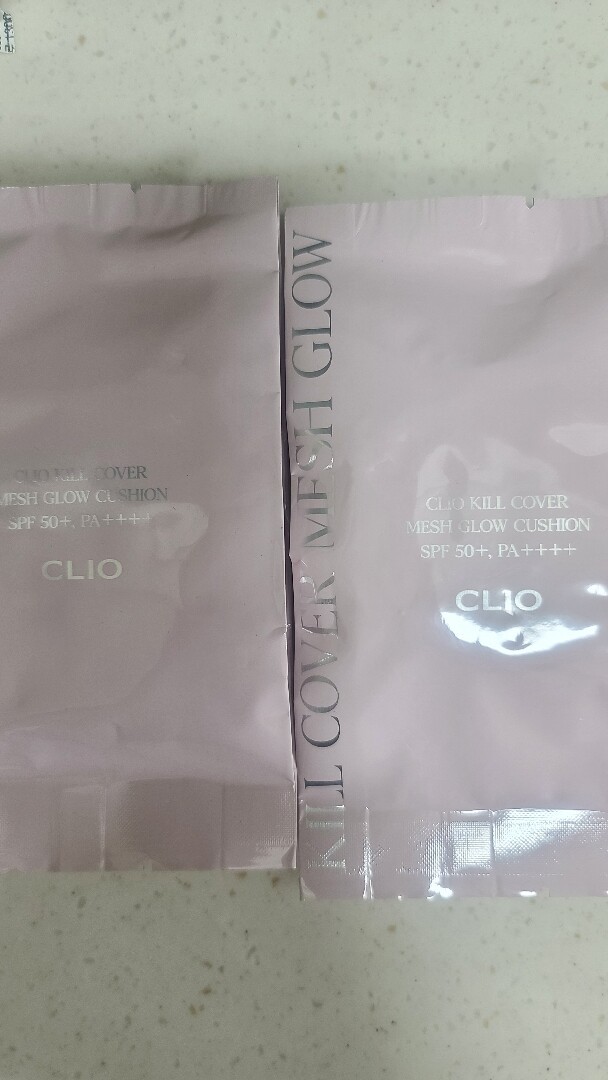 CLIO KILL COVER
MESH GLOW CUSHION
SPF 50+, PA++++
CLIO
KILL COVER MESH GLOW
CLIO KILL COVER
MESH GLOW CUSHION
SPF 50+, PA++++
CLIO